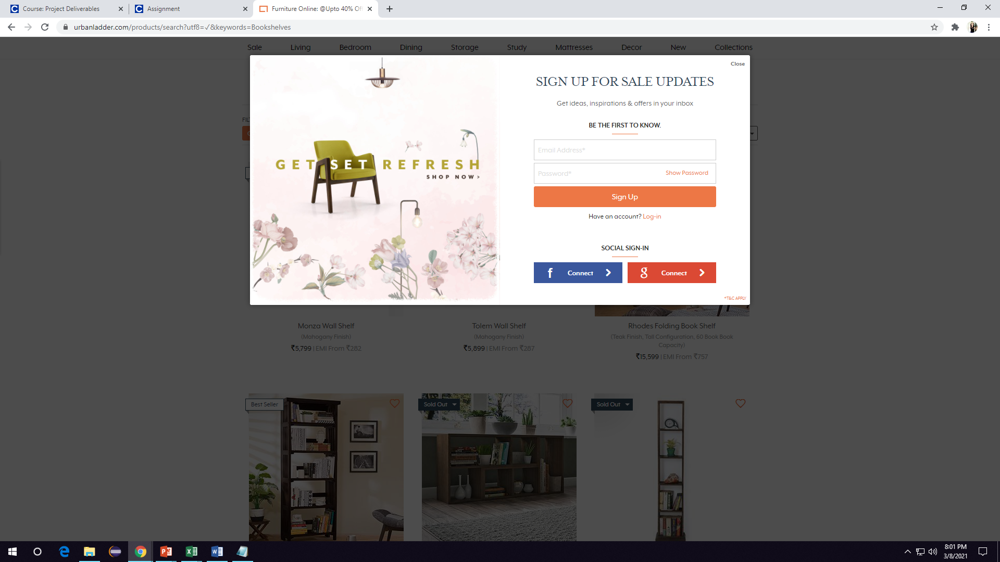 Course: Project Deliverables
Assignment
Furniture Online: @Upto 40% Of
urbanladder.com/products/search?utf8=✓&keywords=Bookshelves
Sale Living Bedroom Dining Storage Study Mattresses Decor New Collections
Close
SIGN UP FOR SALE UPDATES
Get ideas, inspirations & offers in your inbox
BE THE FIRST TO KNOW.
Email Address*
Password*
Show Password
Sign Up
Have an account? Log-in
SOCIAL SIGN-IN
f Connect
g Connect
*T&C APPLY
GET SET REFRESH
SHOP NOW >
Monza Wall Shelf
(Mahogany Finish)
₹5,799 | EMI From ₹282
Tolem Wall Shelf
(Mahogany Finish)
₹5,899 | EMI From ₹287
Rhodes Folding Book Shelf
(Teak Finish, Tall Configuration, 60 Book Book
Capacity)
₹15,599 | EMI From ₹757
Best Seller
Sold Out
Sold Out
8:01 PM
3/8/2021